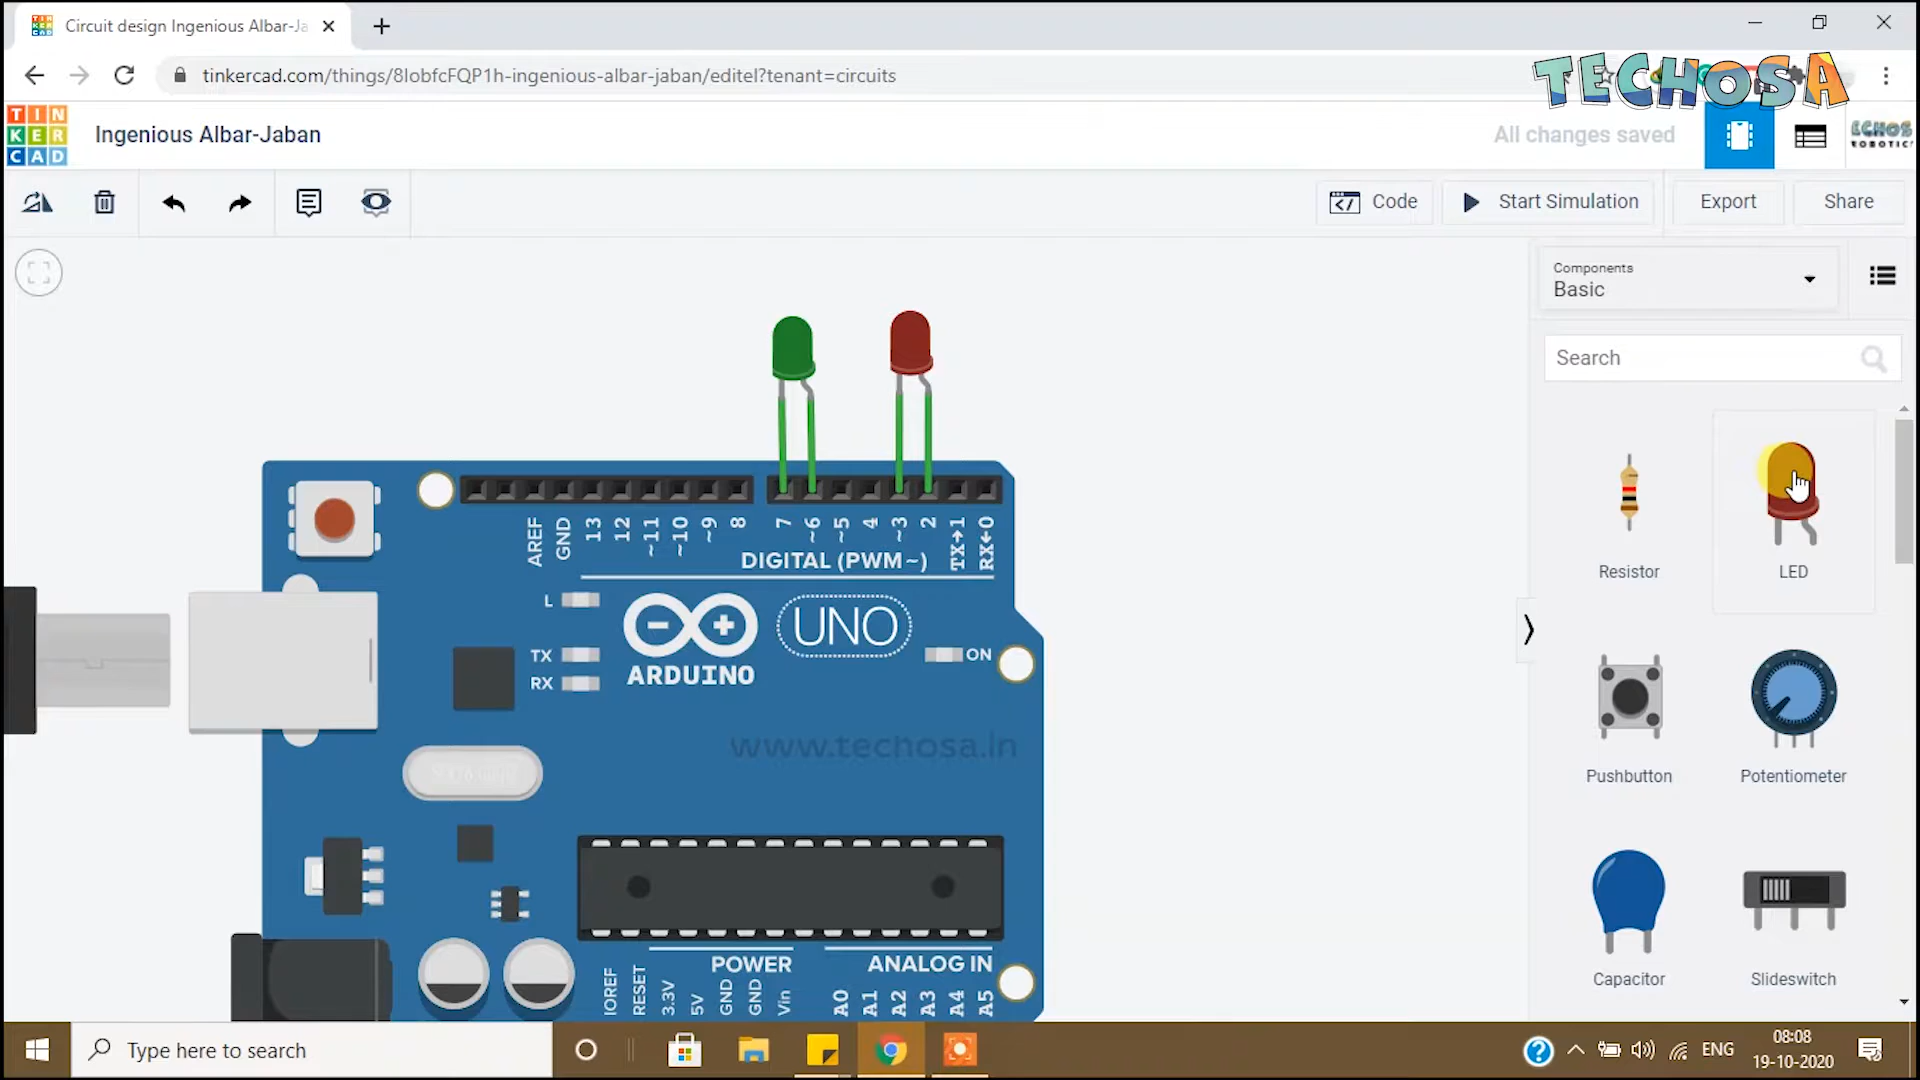 Circuit design Ingenious Albar-Ja
tinkercad.com/things/8lobfcFQP1h-ingenious-albar-jaban/editel?tenant=circuits
TECHOSA
TIN
KER
CAD
Ingenious Albar-Jaban
All changes saved
ECHOS
ROBOTIC
Code
Start Simulation
Export
Share
Components
Basic
Search
Resistor
LED
Pushbutton
Potentiometer
Capacitor
Slideswitch
AREF
GND
13
12
~11
~10
~9
8
7
~6
~5
4
~3
2
TX→1
RX←0
DIGITAL (PWM~)
L
TX
RX
ARDUINO
UNO
ON
www.techosa.in
POWER
ANALOG IN
IOREF
RESET
3.3V
5V
GND
GND
Vin
A0
A1
A2
A3
A4
A5
Type here to search
ENG
08:08
19-10-2020